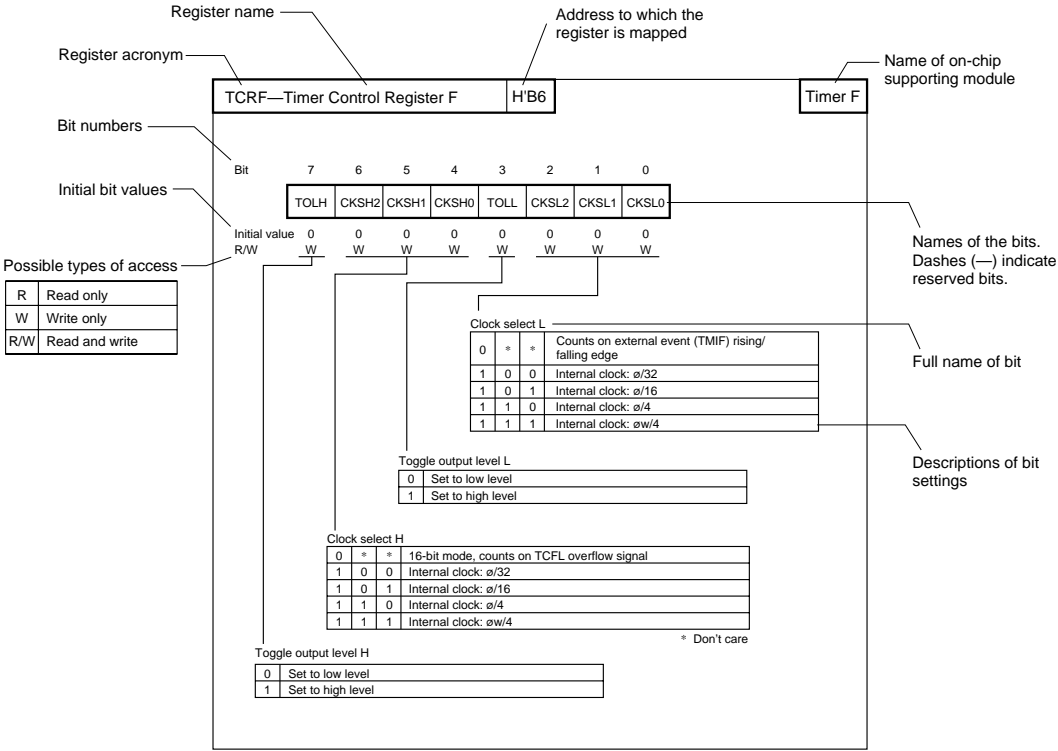 Register name
Address to which the
register is mapped
Register acronym
Name of on-chip
supporting module
TCRF—Timer Control Register F H'B6 Timer F
Bit numbers
Bit 7 6 5 4 3 2 1 0
Initial bit values
TOLH CKSH2 CKSH1 CKSH0 TOLL CKSL2 CKSL1 CKSL0
Initial value 0 0 0 0 0 0 0 0
R/W W W W W W W W W
Names of the bits.
Dashes (—) indicate
reserved bits.
Possible types of access
R Read only
W Write only
R/W Read and write
Clock select L
0 * * Counts on external event (TMIF) rising/
falling edge
1 0 0 Internal clock: ø/32
1 0 1 Internal clock: ø/16
1 1 0 Internal clock: ø/4
1 1 1 Internal clock: øw/4
Full name of bit
Descriptions of bit
settings
Toggle output level L
0 Set to low level
1 Set to high level
Clock select H
0 * * 16-bit mode, counts on TCFL overflow signal
1 0 0 Internal clock: ø/32
1 0 1 Internal clock: ø/16
1 1 0 Internal clock: ø/4
1 1 1 Internal clock: øw/4
* Don't care
Toggle output level H
0 Set to low level
1 Set to high level